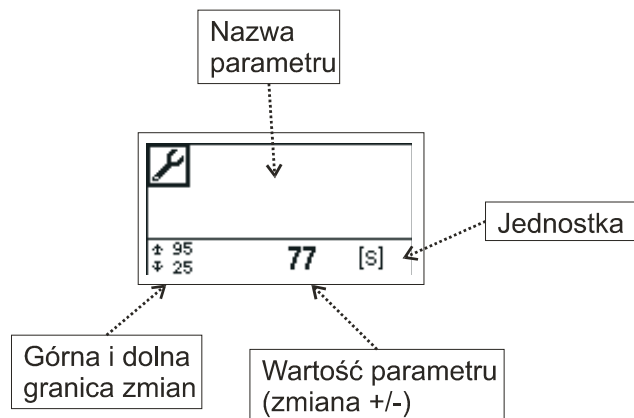 Nazwa
parametru
↑ 95
↓ 25
77
[s]
Jednostka
Górna i dolna
granica zmian
Wartość parametru
(zmiana +/-)